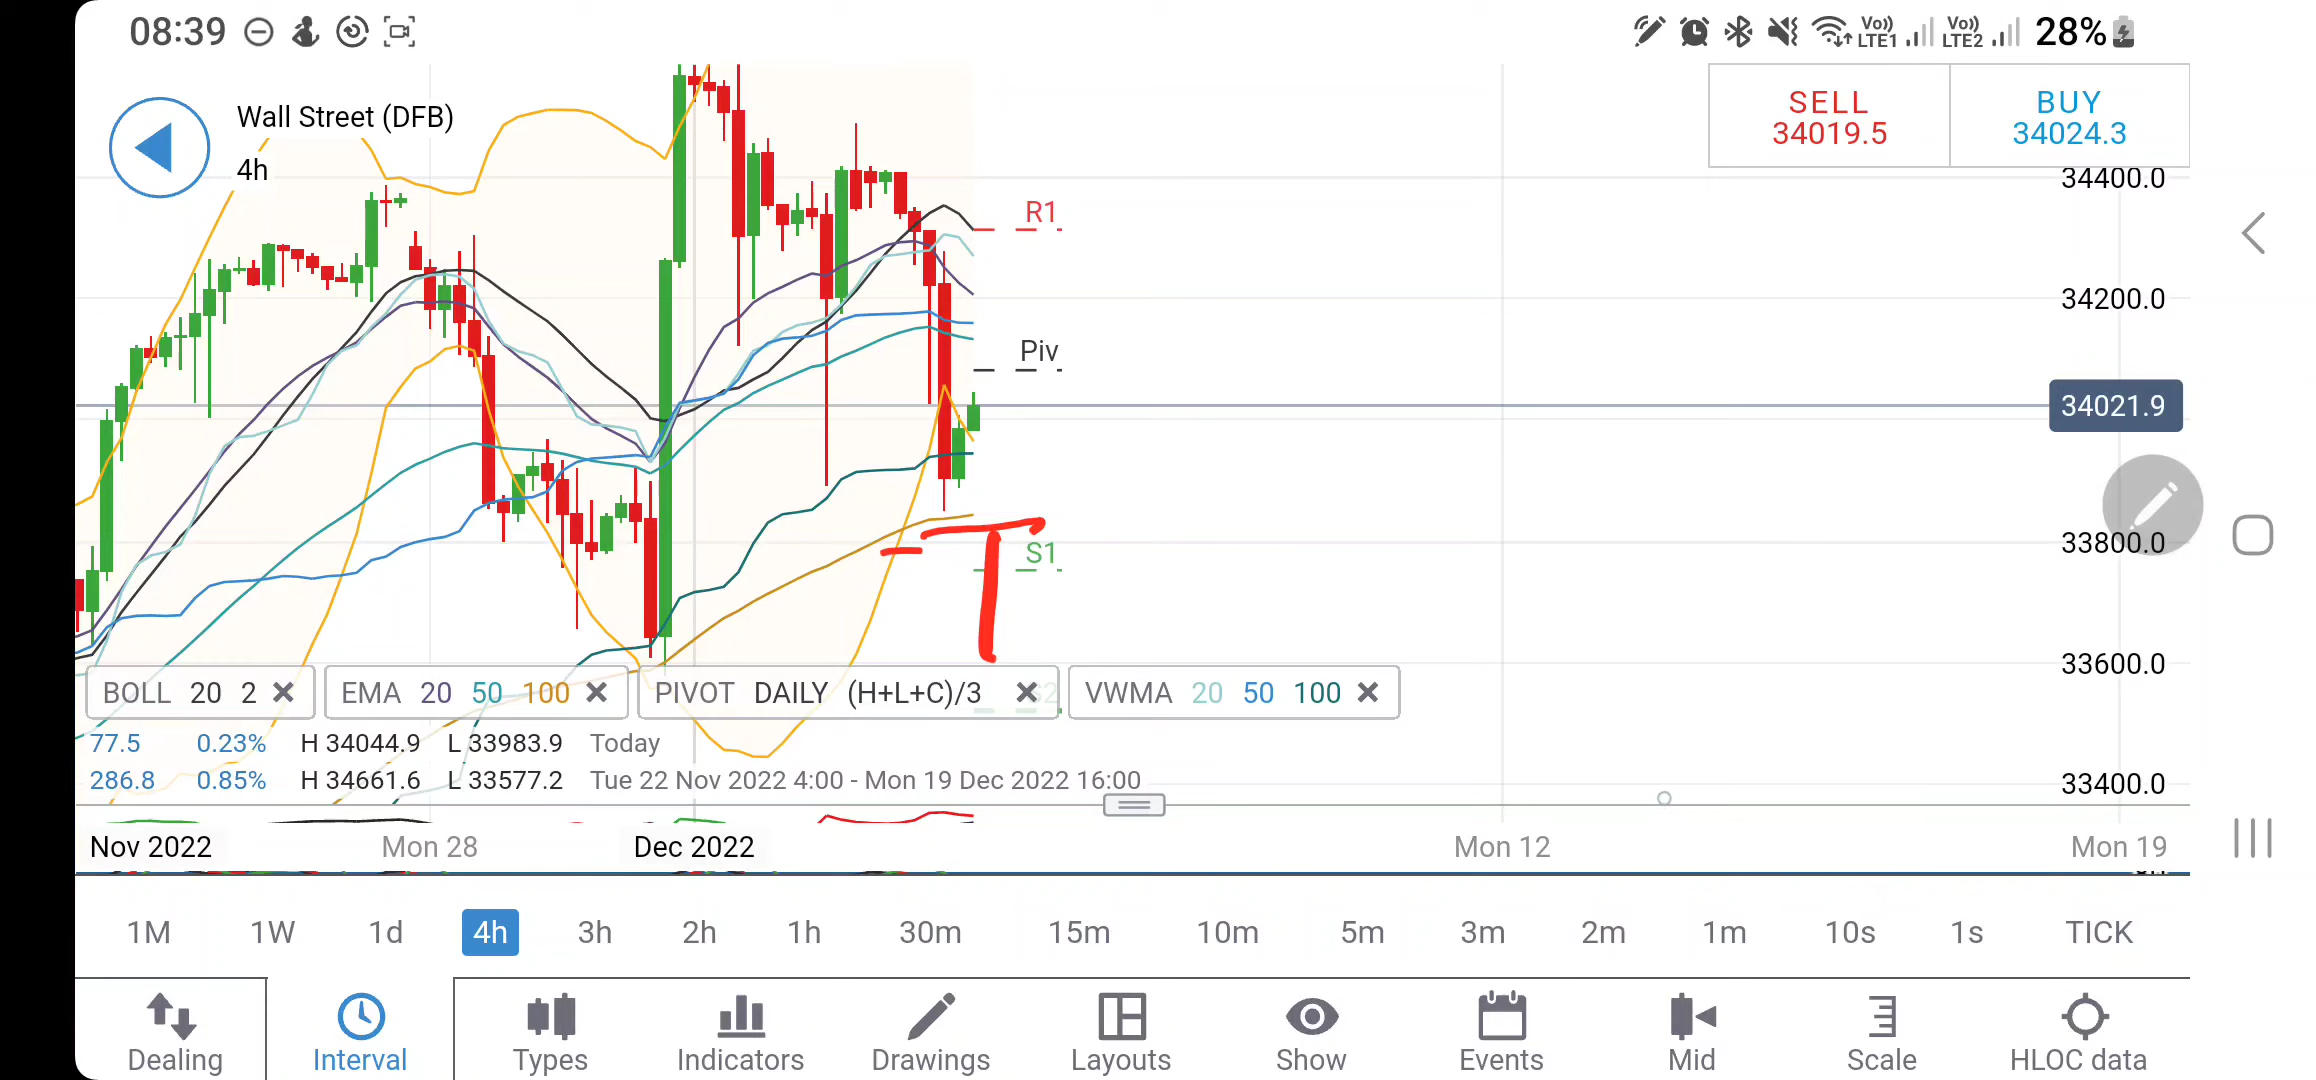 08:39
Vo)) LTE1 Vo)) LTE2 28%
Wall Street (DFB)
4h
SELL
34019.5
BUY
34024.3
34400.0
R1
34200.0
Piv
34021.9
33800.0
S1
33600.0
BOLL 20 2
EMA 20 50 100
PIVOT DAILY (H+L+C)/3
VWMA 20 50 100
77.5 0.23% H 34044.9 L 33983.9 Today
286.8 0.85% H 34661.6 L 33577.2 Tue 22 Nov 2022 4:00 - Mon 19 Dec 2022 16:00
33400.0
Nov 2022 Mon 28 Dec 2022 Mon 12 Mon 19
1M 1W 1d 4h 3h 2h 1h 30m 15m 10m 5m 3m 2m 1m 10s 1s TICK
Dealing Interval Types Indicators Drawings Layouts Show Events Mid Scale HLOC data